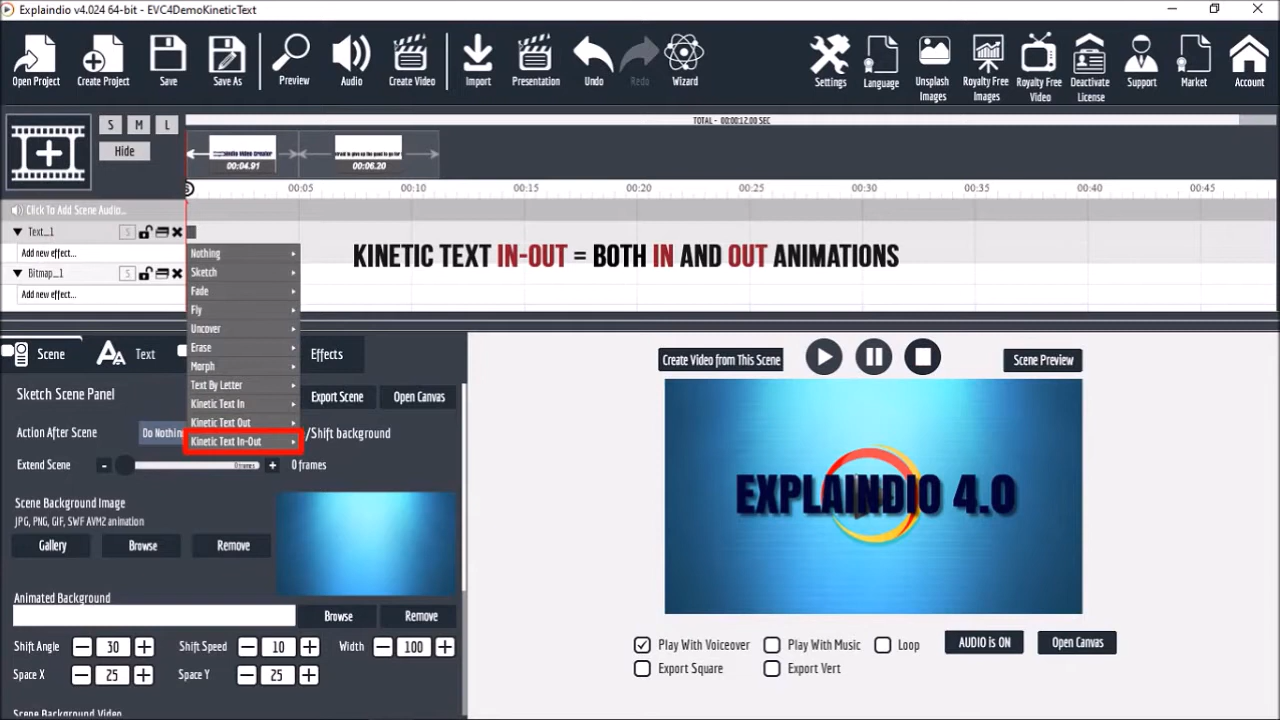 Explaindio v4.024 64-bit - EVC4DemoKineticText
Open Project
Create Project
Save
Save As
Preview
Audio
Create Video
Import
Presentation
Undo
Redo
Wizard
Settings
Language
Unsplash Images
Royalty Free Images
Royalty Free Video
Deactivate License
Support
Market
Account
TOTAL - 00:00:12.00 SEC
S M L
Hide
00:04.91
00:06.20
00:05 00:10 00:15 00:20 00:25 00:30 00:35 00:40 00:45
Click To Add Scene Audio...
Text_1 S
Add new effect...
Bitmap_1 S
Add new effect...
KINETIC TEXT IN-OUT = BOTH IN AND OUT ANIMATIONS
Nothing
Sketch
Fade
Fly
Uncover
Erase
Morph
Text By Letter
Kinetic Text In
Kinetic Text Out
Kinetic Text In-Out
Scene Text Effects
Sketch Scene Panel Export Scene Open Canvas
Action After Scene Do Nothing /Shift background
Extend Scene - 0 frames + 0 frames
Scene Background Image
JPG, PNG, GIF, SWF AVM2 animation
Gallery Browse Remove
Animated Background
Browse Remove
Shift Angle 30 Shift Speed 10 Width 100
Space X 25 Space Y 25
Scene Background Video
Create Video from This Scene
Scene Preview
EXPLAINDIO 4.0
Play With Voiceover Play With Music Loop AUDIO is ON Open Canvas
Export Square Export Vert